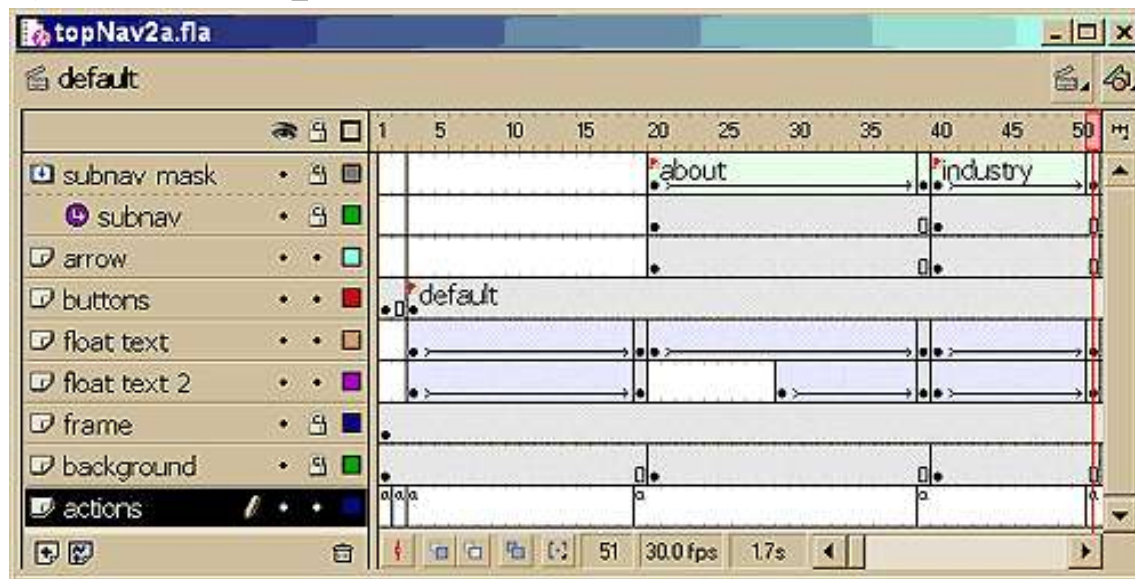 topNav2a.fla
default
1 5 10 15 20 25 30 35 40 45 50
subnav mask about industry
subnav
arrow
buttons default
float text
float text 2
frame
background
actions a a a a a a
51 30.0 fps 1.7s